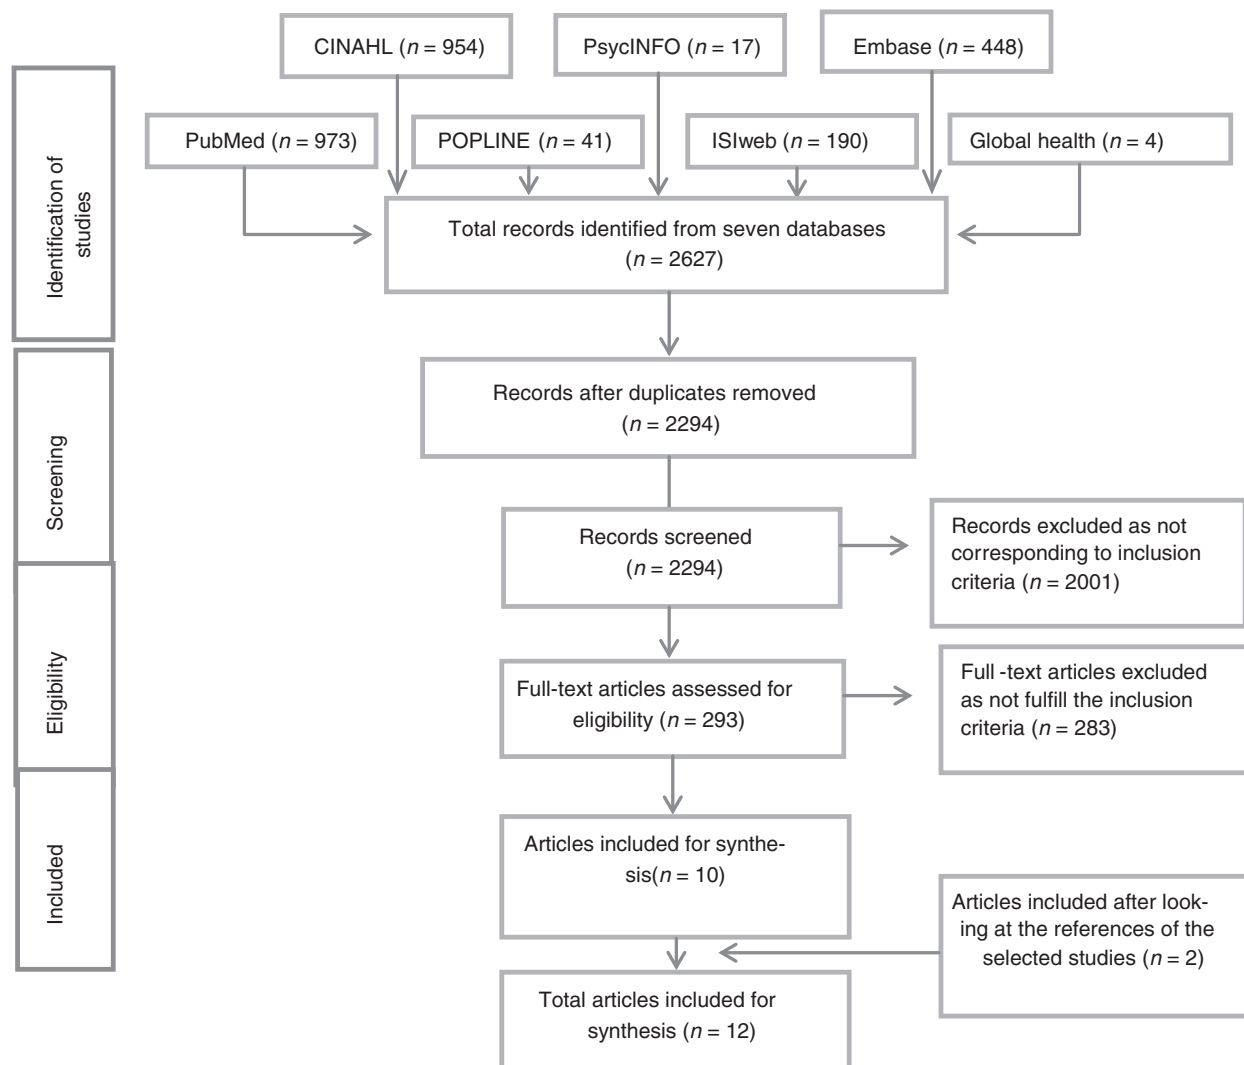 CINAHL (n = 954)
PsycINFO (n = 17)
Embase (n = 448)
PubMed (n = 973)
POPLINE (n = 41)
ISIweb (n = 190)
Global health (n = 4)
Identification of
studies
Total records identified from seven databases
(n = 2627)
Records after duplicates removed
(n = 2294)
Screening
Records screened
(n = 2294)
Records excluded as not
corresponding to inclusion
criteria (n = 2001)
Eligibility
Full-text articles assessed for
eligibility (n = 293)
Full -text articles excluded
as not fulfill the inclusion
criteria (n = 283)
Included
Articles included for synthe-
sis(n = 10)
Articles included after look-
ing at the references of the
selected studies (n = 2)
Total articles included for
synthesis (n = 12)